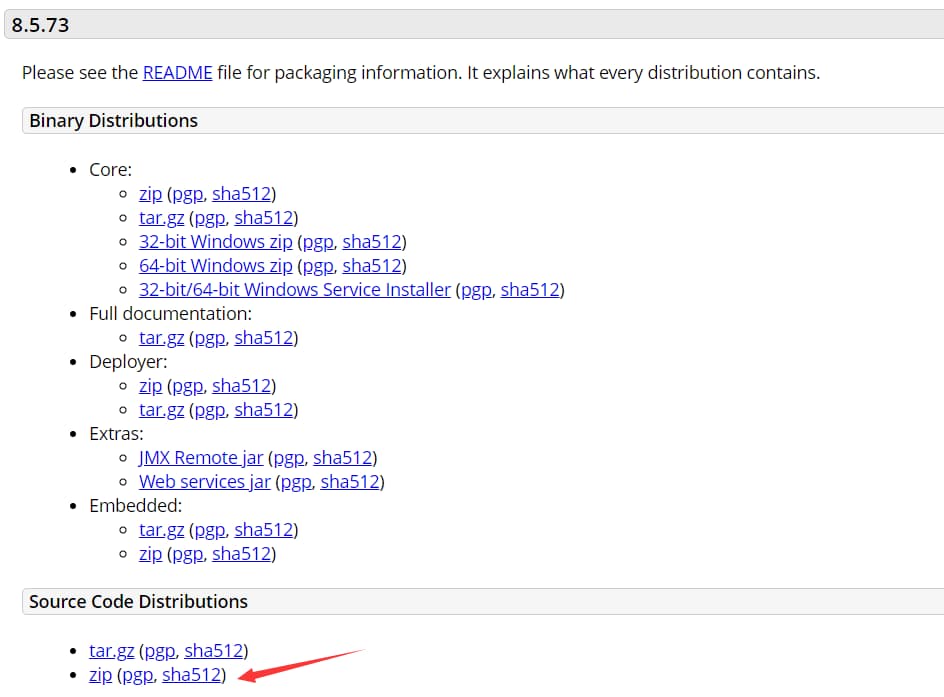 8.5.73
Please see the README file for packaging information. It explains what every distribution contains.
Binary Distributions
Core:
zip (pgp, sha512)
tar.gz (pgp, sha512)
32-bit Windows zip (pgp, sha512)
64-bit Windows zip (pgp, sha512)
32-bit/64-bit Windows Service Installer (pgp, sha512)
Full documentation:
tar.gz (pgp, sha512)
Deployer:
zip (pgp, sha512)
tar.gz (pgp, sha512)
Extras:
JMX Remote jar (pgp, sha512)
Web services jar (pgp, sha512)
Embedded:
tar.gz (pgp, sha512)
zip (pgp, sha512)
Source Code Distributions
tar.gz (pgp, sha512)
zip (pgp, sha512)